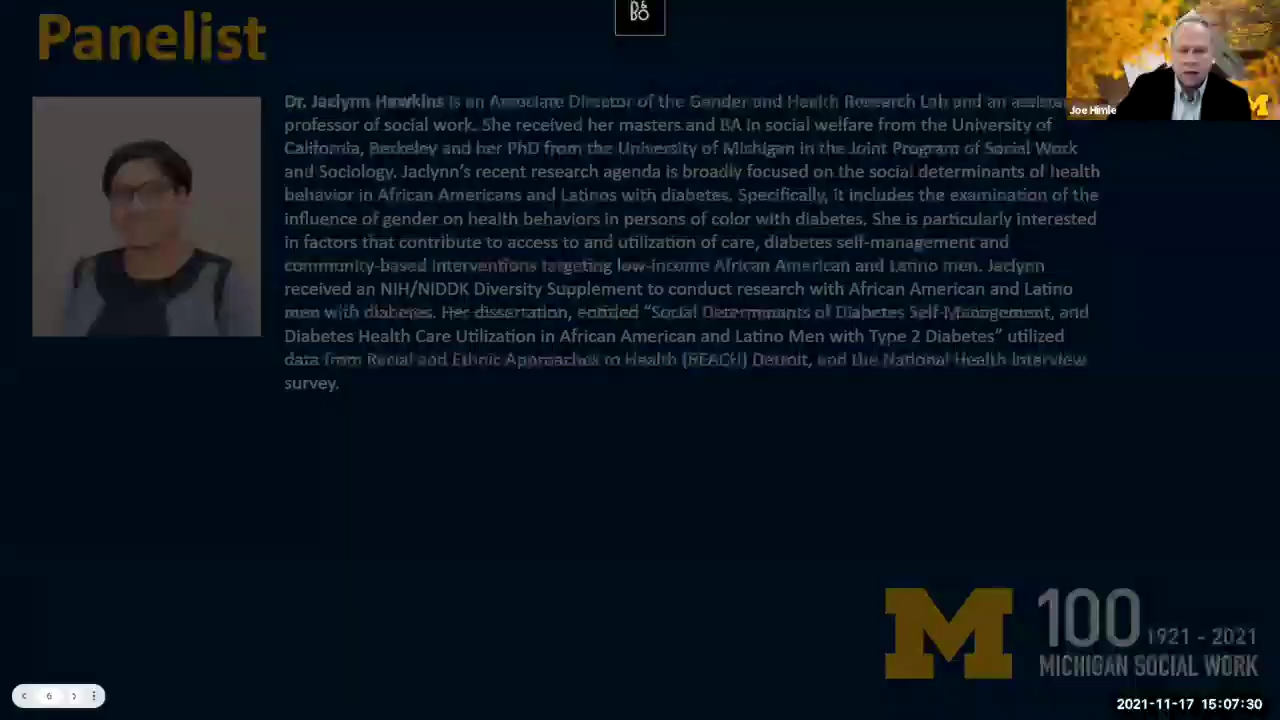 Panelist
B&O
Joe Himle
Dr. Jaclynn Hawkins is an Associate Director of the Gender and Health Research Lab and an
professor of social work. She received her masters and BA in social welfare from the University of
California, Berkeley and her PhD from the University of Michigan in the Joint Program of Social Work
and Sociology. Jaclynn’s recent research agenda is broadly focused on the social determinants of health
behavior in African Americans and Latinos with diabetes. Specifically, it includes the examination of the
influence of gender on health behaviors in persons of color with diabetes. She is particularly interested
in factors that contribute to access to and utilization of care, diabetes self-management and
community-based interventions targeting low-income African American and Latino men. Jaclynn
received an NIH/NIDDK Diversity Supplement to conduct research with African American and Latino
men with diabetes. Her dissertation, entitled “Social Determinants of Diabetes Self-Management, and
Diabetes Health Care Utilization in African American and Latino Men with Type 2 Diabetes” utilized
data from Racial and Ethnic Approaches to Health (REACH) Detroit, and the National Health Interview
survey.
M 100 1921 - 2021
MICHIGAN SOCIAL WORK
6
2021-11-17 15:07:30